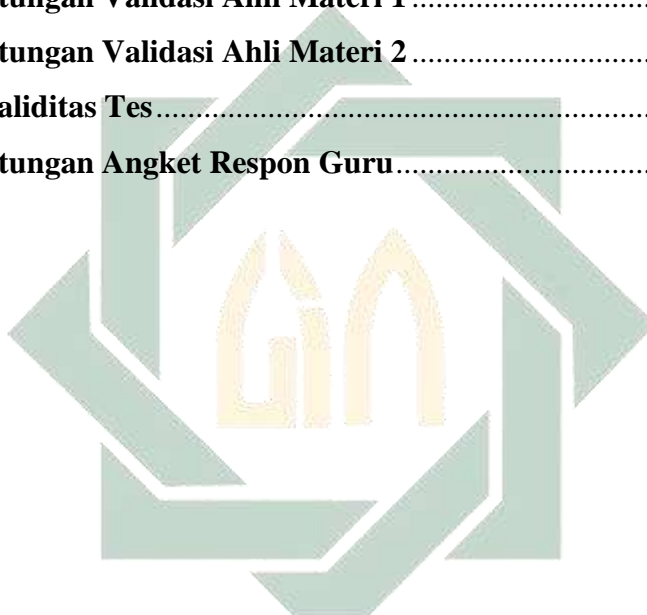 tungan Validasi Ahli Materi 1
tungan Validasi Ahli Materi 2
aliditas Tes
tungan Angket Respon Guru